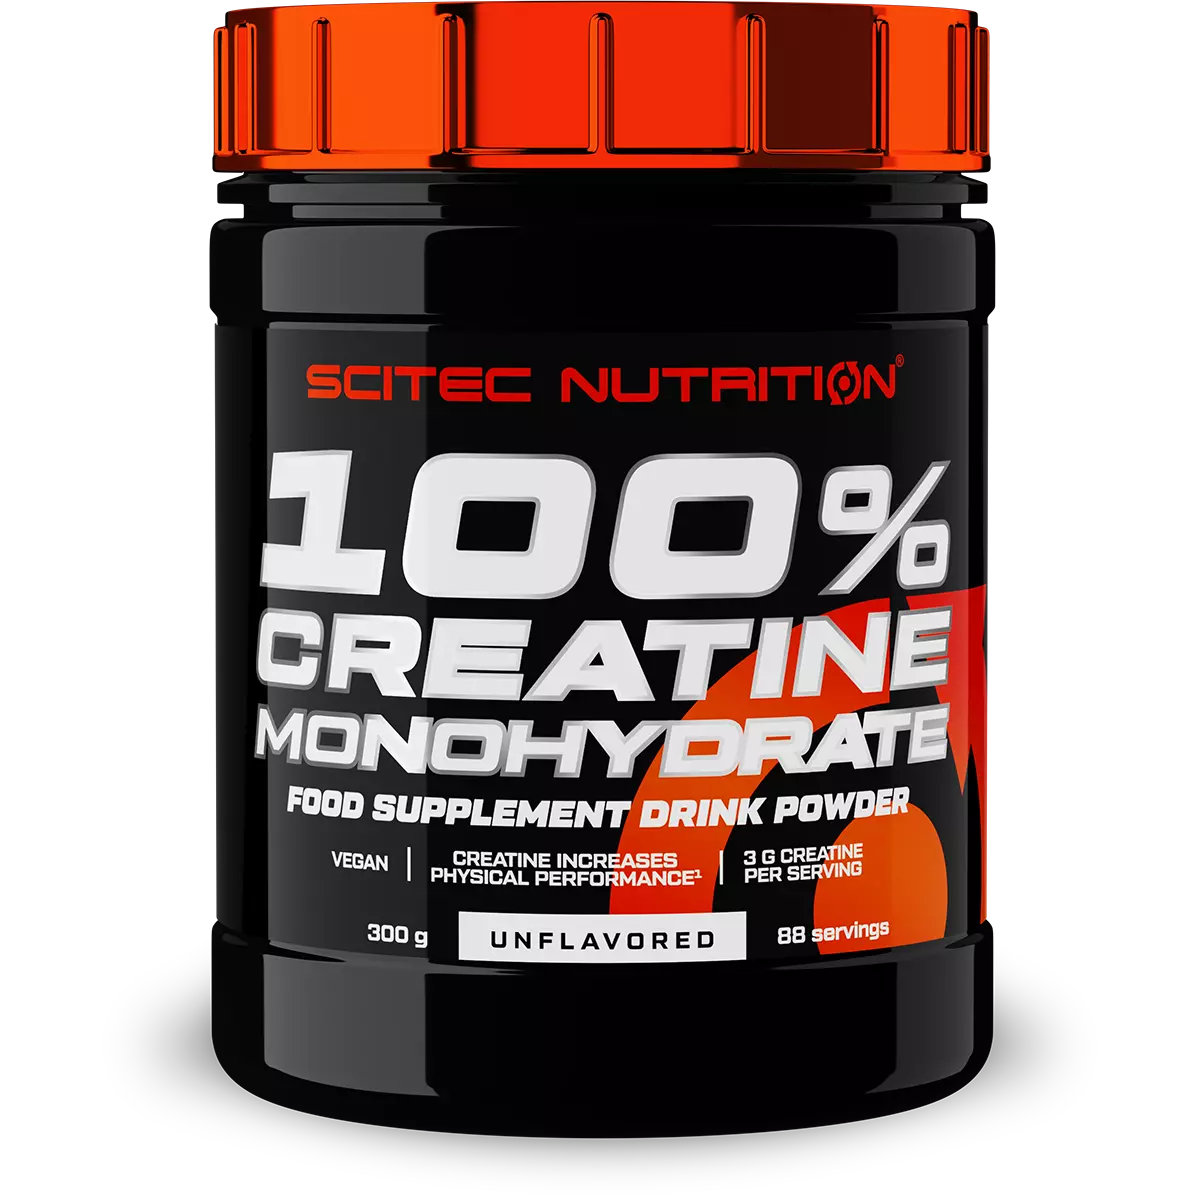 SCITEC NUTRITION®
100%
CREATINE
MONOHYDRATE
FOOD SUPPLEMENT DRINK POWDER
VEGAN
CREATINE INCREASES
PHYSICAL PERFORMANCE¹
3 G CREATINE
PER SERVING
300 g
UNFLAVORED
88 servings